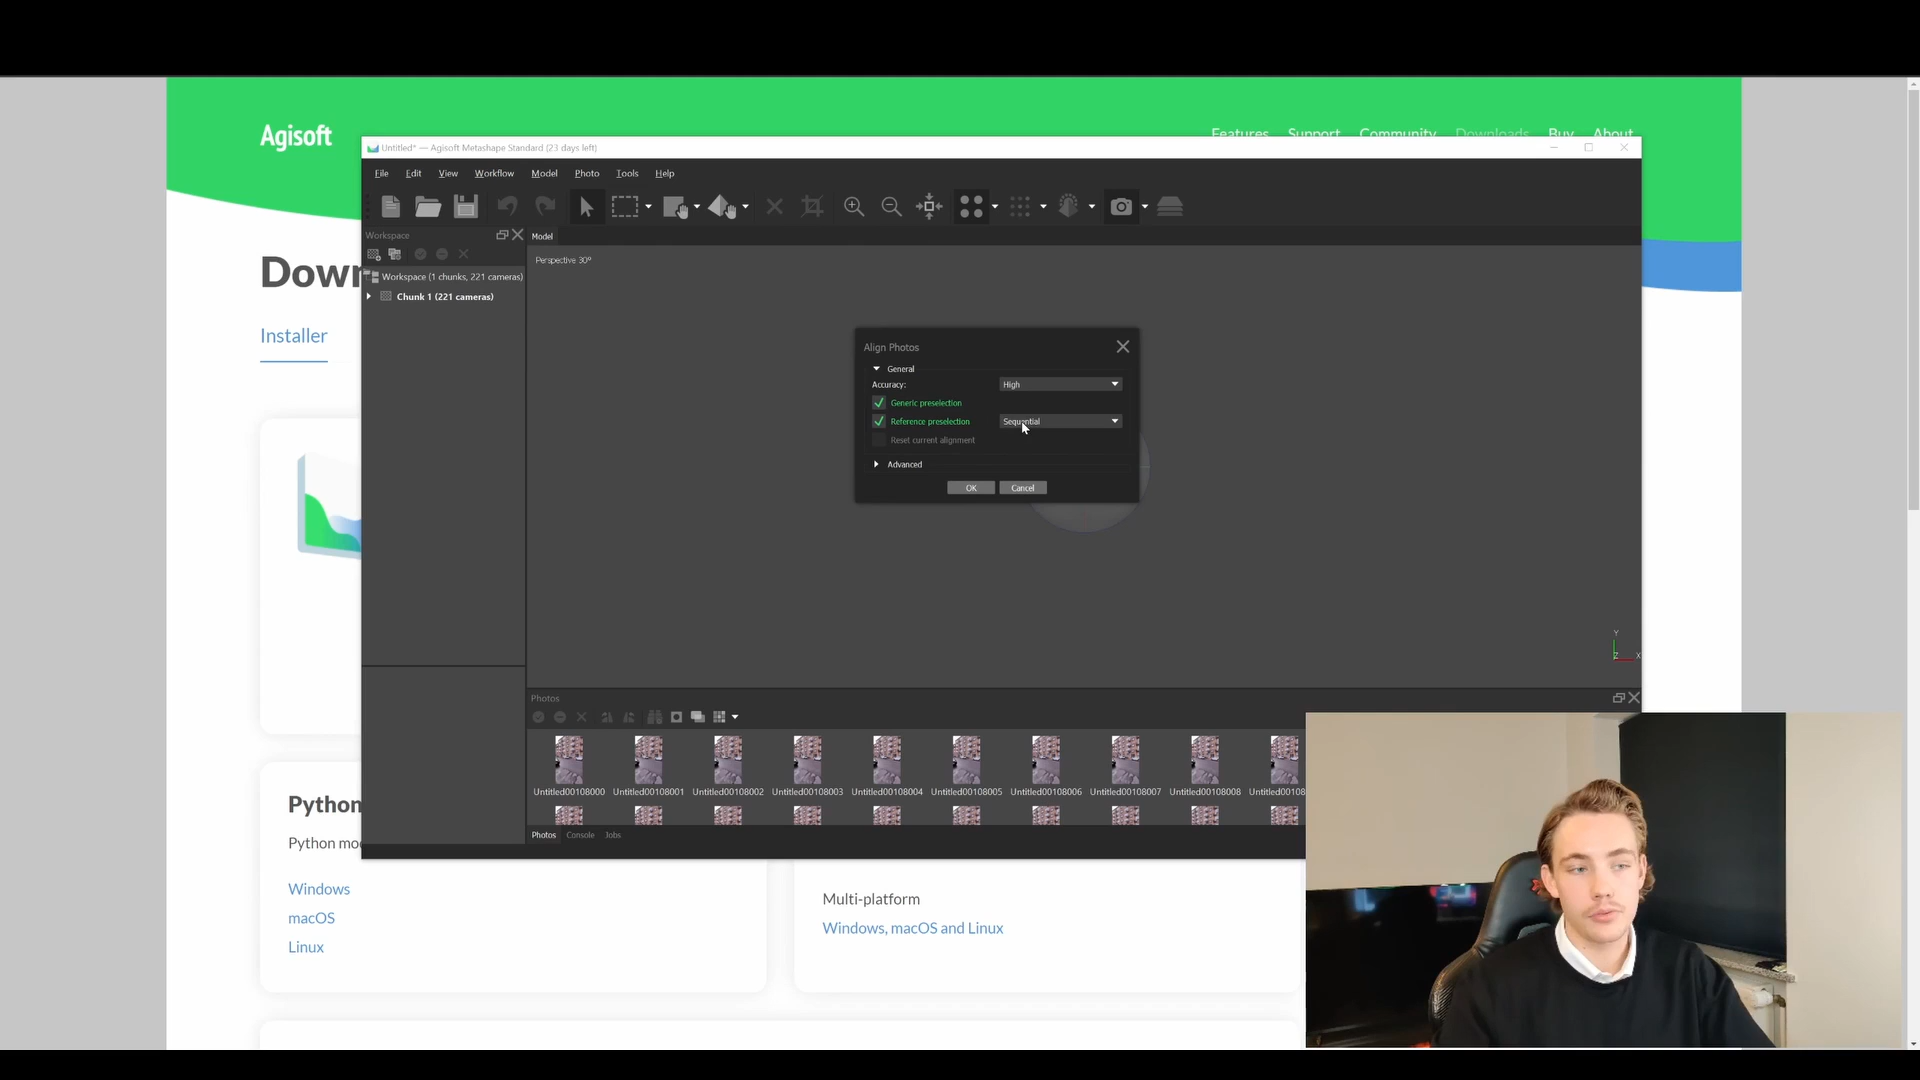 Agisoft
Features Support Community Downloads Buy About
Untitled* — Agisoft Metashape Standard (23 days left)
File Edit View Workflow Model Photo Tools Help
Workspace
Model
Perspective 30°
Workspace (1 chunks, 221 cameras)
Chunk 1 (221 cameras)
Down
Installer
Align Photos
General
Accuracy: High
Generic preselection
Reference preselection Sequential
Reset current alignment
Advanced
OK Cancel
Y
Z X
Photos
Untitled00108000 Untitled00108001 Untitled00108002 Untitled00108003 Untitled00108004 Untitled00108005 Untitled00108006 Untitled00108007 Untitled00108008 Untitled00108
Photos Console Jobs
Python
Python mo
Windows
macOS
Linux
Multi-platform
Windows, macOS and Linux